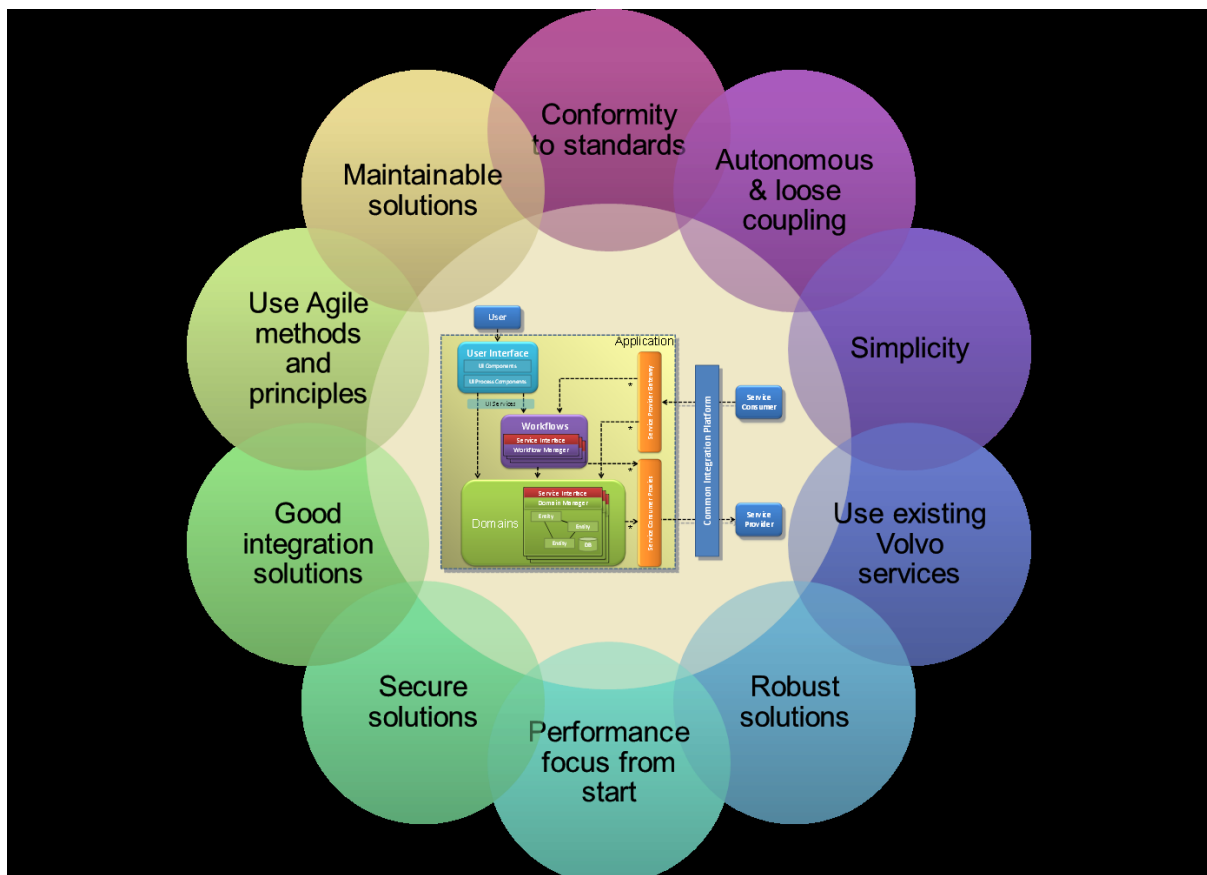 Conformity
to standards
Autonomous
& loose
coupling
Simplicity
Use existing
Volvo
services
Robust
solutions
Performance
focus from
start
Secure
solutions
Good
integration
solutions
Use Agile
methods
and
principles
Maintainable
solutions
User
Application
User Interface
UI Components
UI Process Components
UI Services
Workflows
Service Interface
Workflow Manager
Domains
Service Interface
Domain Manager
Entity
Entity
Entity
DB
*
*
*
*
Service Provider Gateway
Service Consumer Proxies
Common Integration Platform
Service
Consumer
Service
Provider